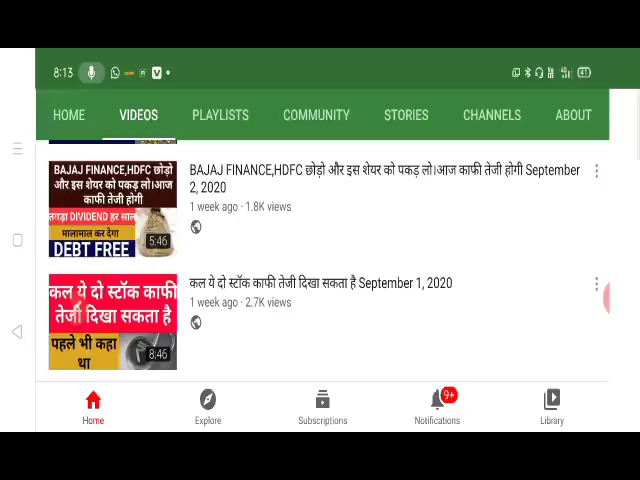 8:13
41
HOME VIDEOS PLAYLISTS COMMUNITY STORIES CHANNELS ABOUT
BAJAJ FINANCE,HDFC छोड़ो
और इस शेयर को पकड़ लो।आज
काफी तेजी होगी
तगड़ा DIVIDEND हर साल
मालामाल कर देगा
DEBT FREE
5:46
BAJAJ FINANCE,HDFC छोड़ो और इस शेयर को पकड़ लो।आज काफी तेजी होगी September
2, 2020
1 week ago · 1.8K views
कल ये दो स्टॉक काफी
तेजी दिखा सकता है
पहले भी कहा
था
8:46
कल ये दो स्टॉक काफी तेजी दिखा सकता है September 1, 2020
1 week ago · 2.7K views
9+
Home Explore Subscriptions Notifications Library